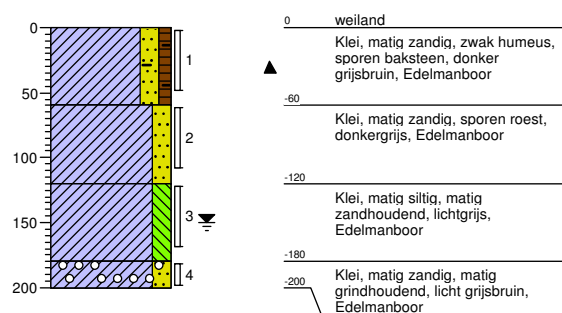 0
50
100
150
200
1
2
3
4
0 weiland
Klei, matig zandig, zwak humeus,
sporen baksteen, donker
grijsbruin, Edelmanboor
-60
Klei, matig zandig, sporen roest,
donkergrijs, Edelmanboor
-120
Klei, matig siltig, matig
zandhoudend, lichtgrijs,
Edelmanboor
-180
Klei, matig zandig, matig
grindhoudend, licht grijsbruin,
Edelmanboor
-200